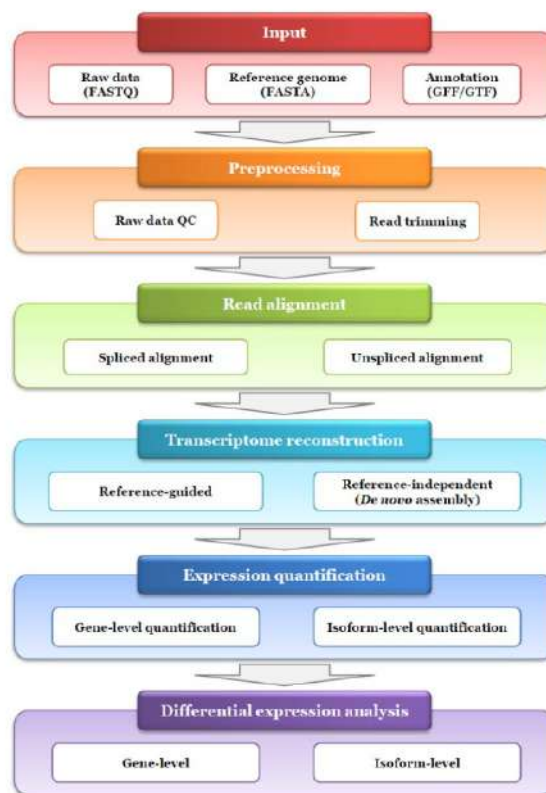 Input
Raw data
(FASTQ)
Reference genome
(FASTA)
Annotation
(GFF/GTF)
Preprocessing
Raw data QC
Read trimming
Read alignment
Spliced alignment
Unspliced alignment
Transcriptome reconstruction
Reference-guided
Reference-independent
(De novo assembly)
Expression quantification
Gene-level quantification
Isoform-level quantification
Differential expression analysis
Gene-level
Isoform-level